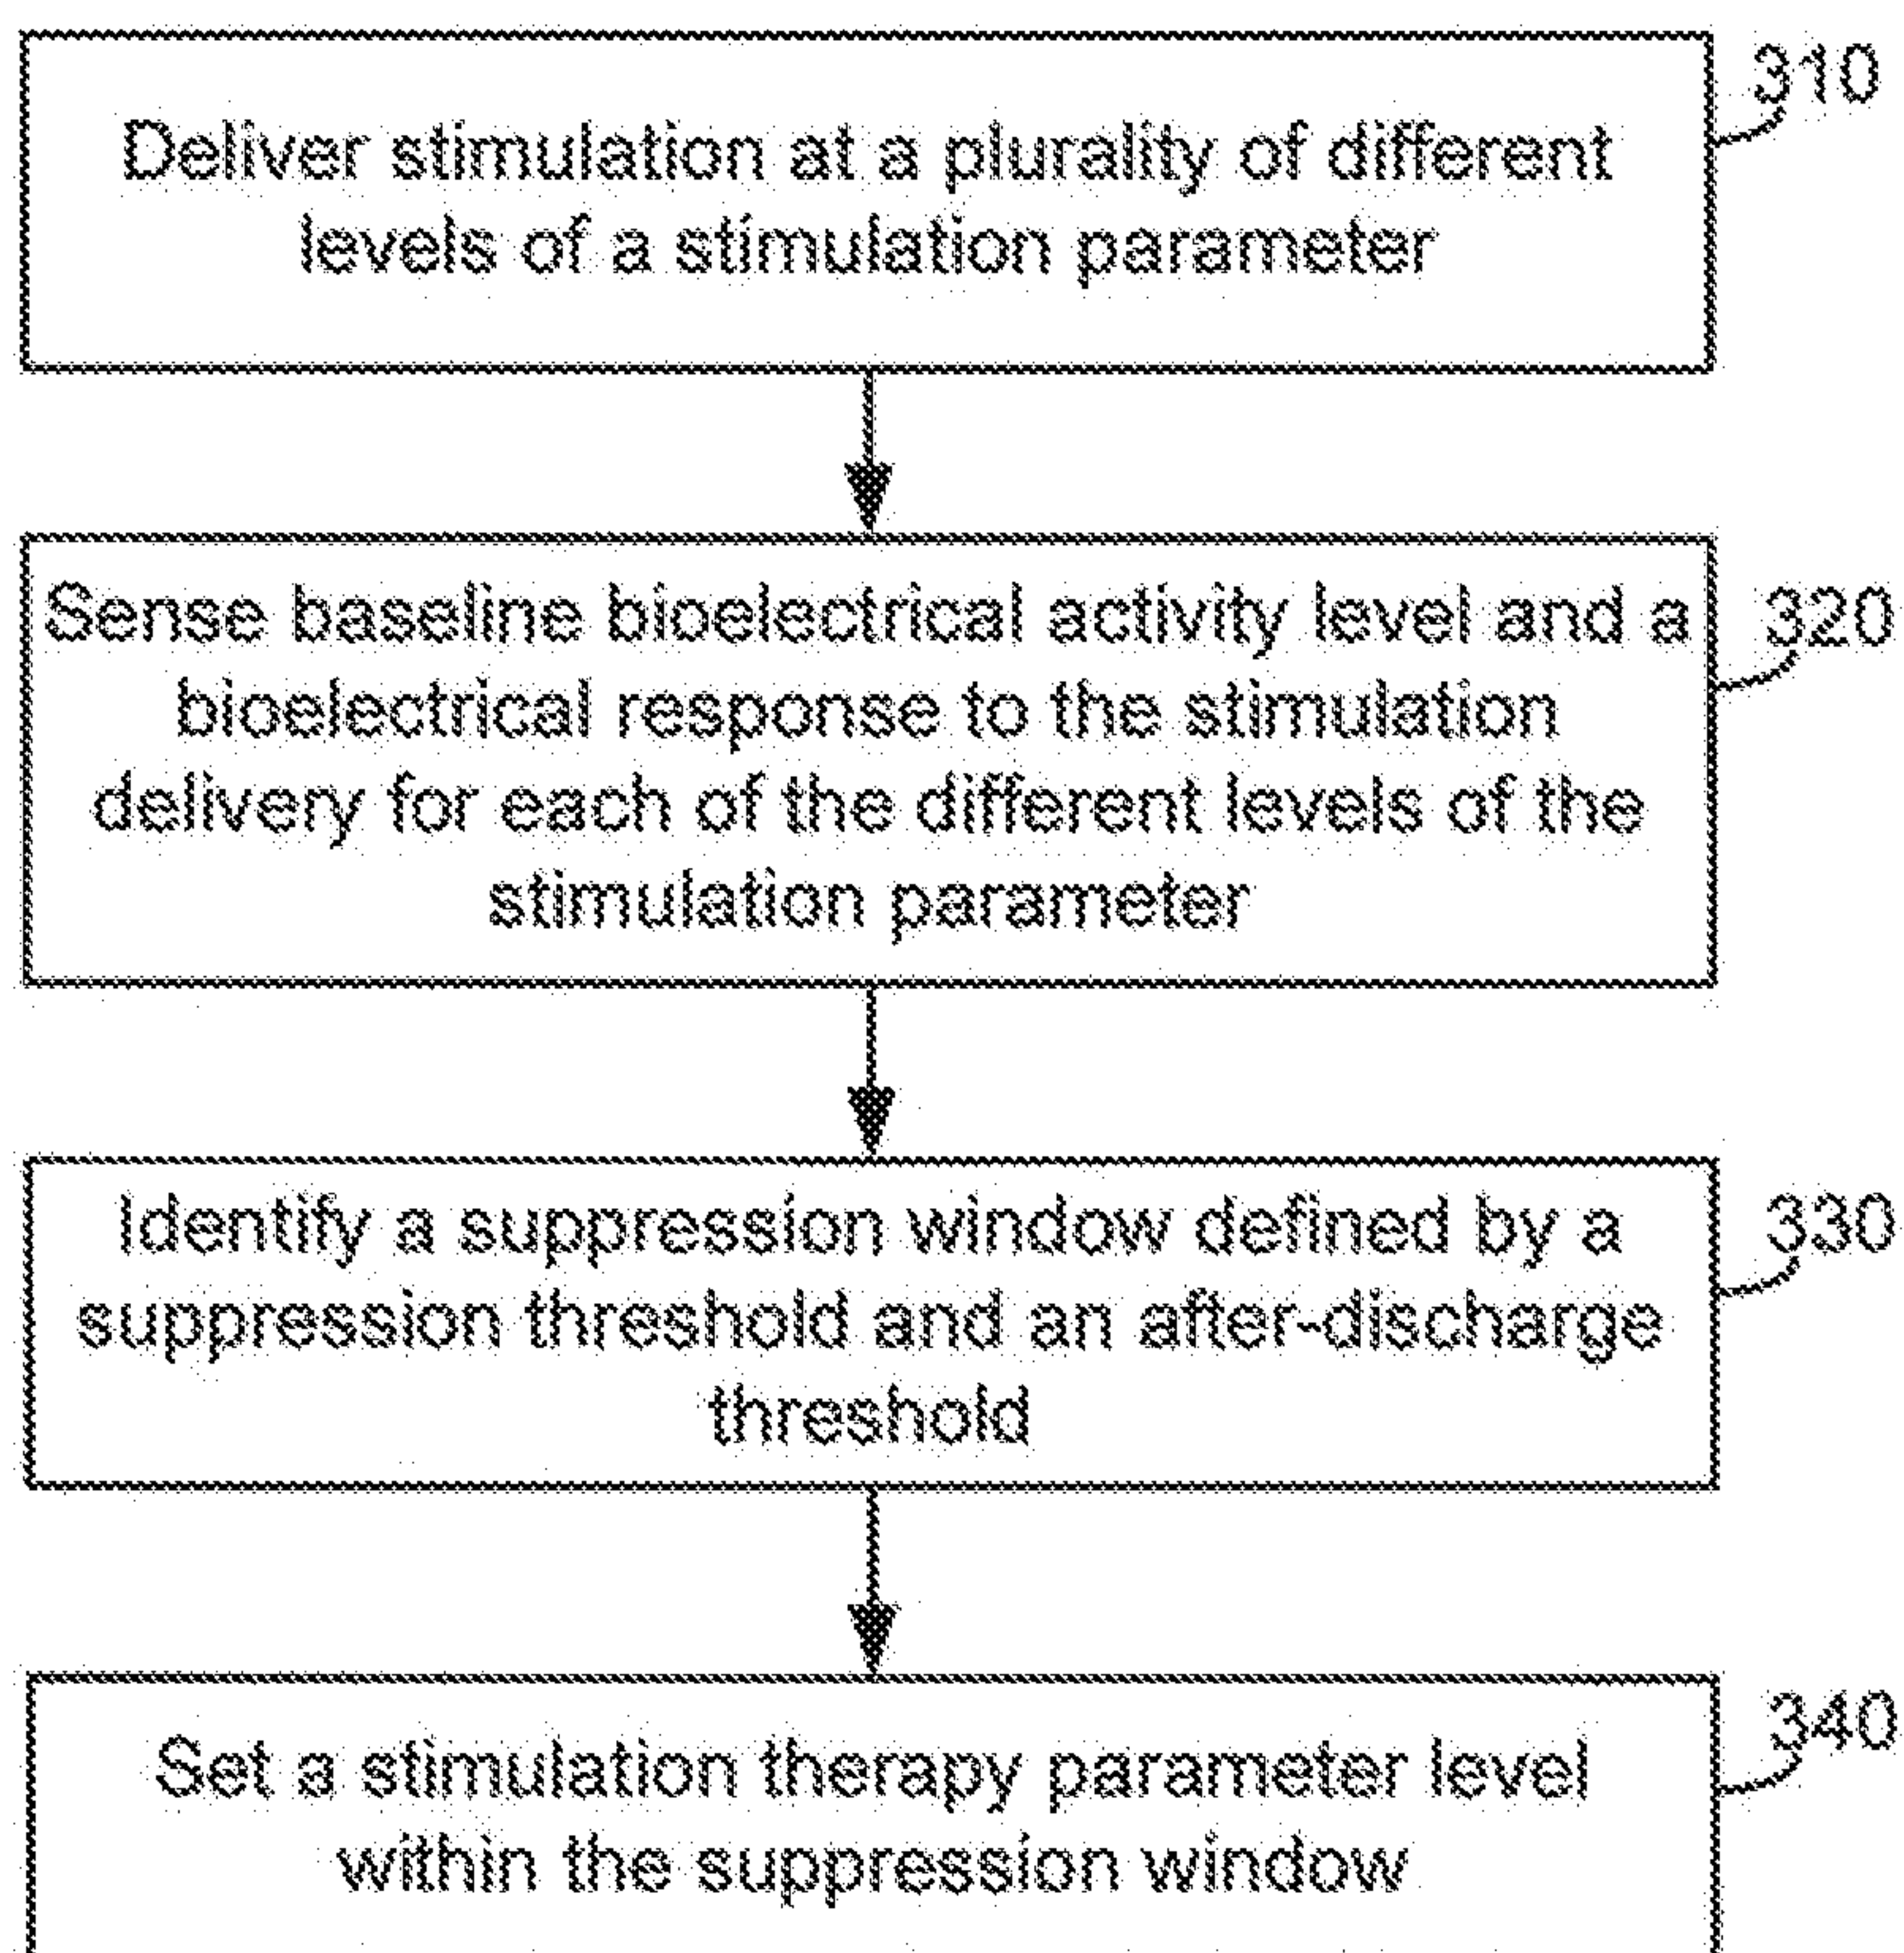 310
Deliver stimulation at a plurality of different
levels of a stimulation parameter
320
Sense baseline bioelectrical activity level and a
bioelectrical response to the stimulation
delivery for each of the different levels of the
stimulation parameter
330
Identify a suppression window defined by a
suppression threshold and an after-discharge
threshold
340
Set a stimulation therapy parameter level
within the suppression window